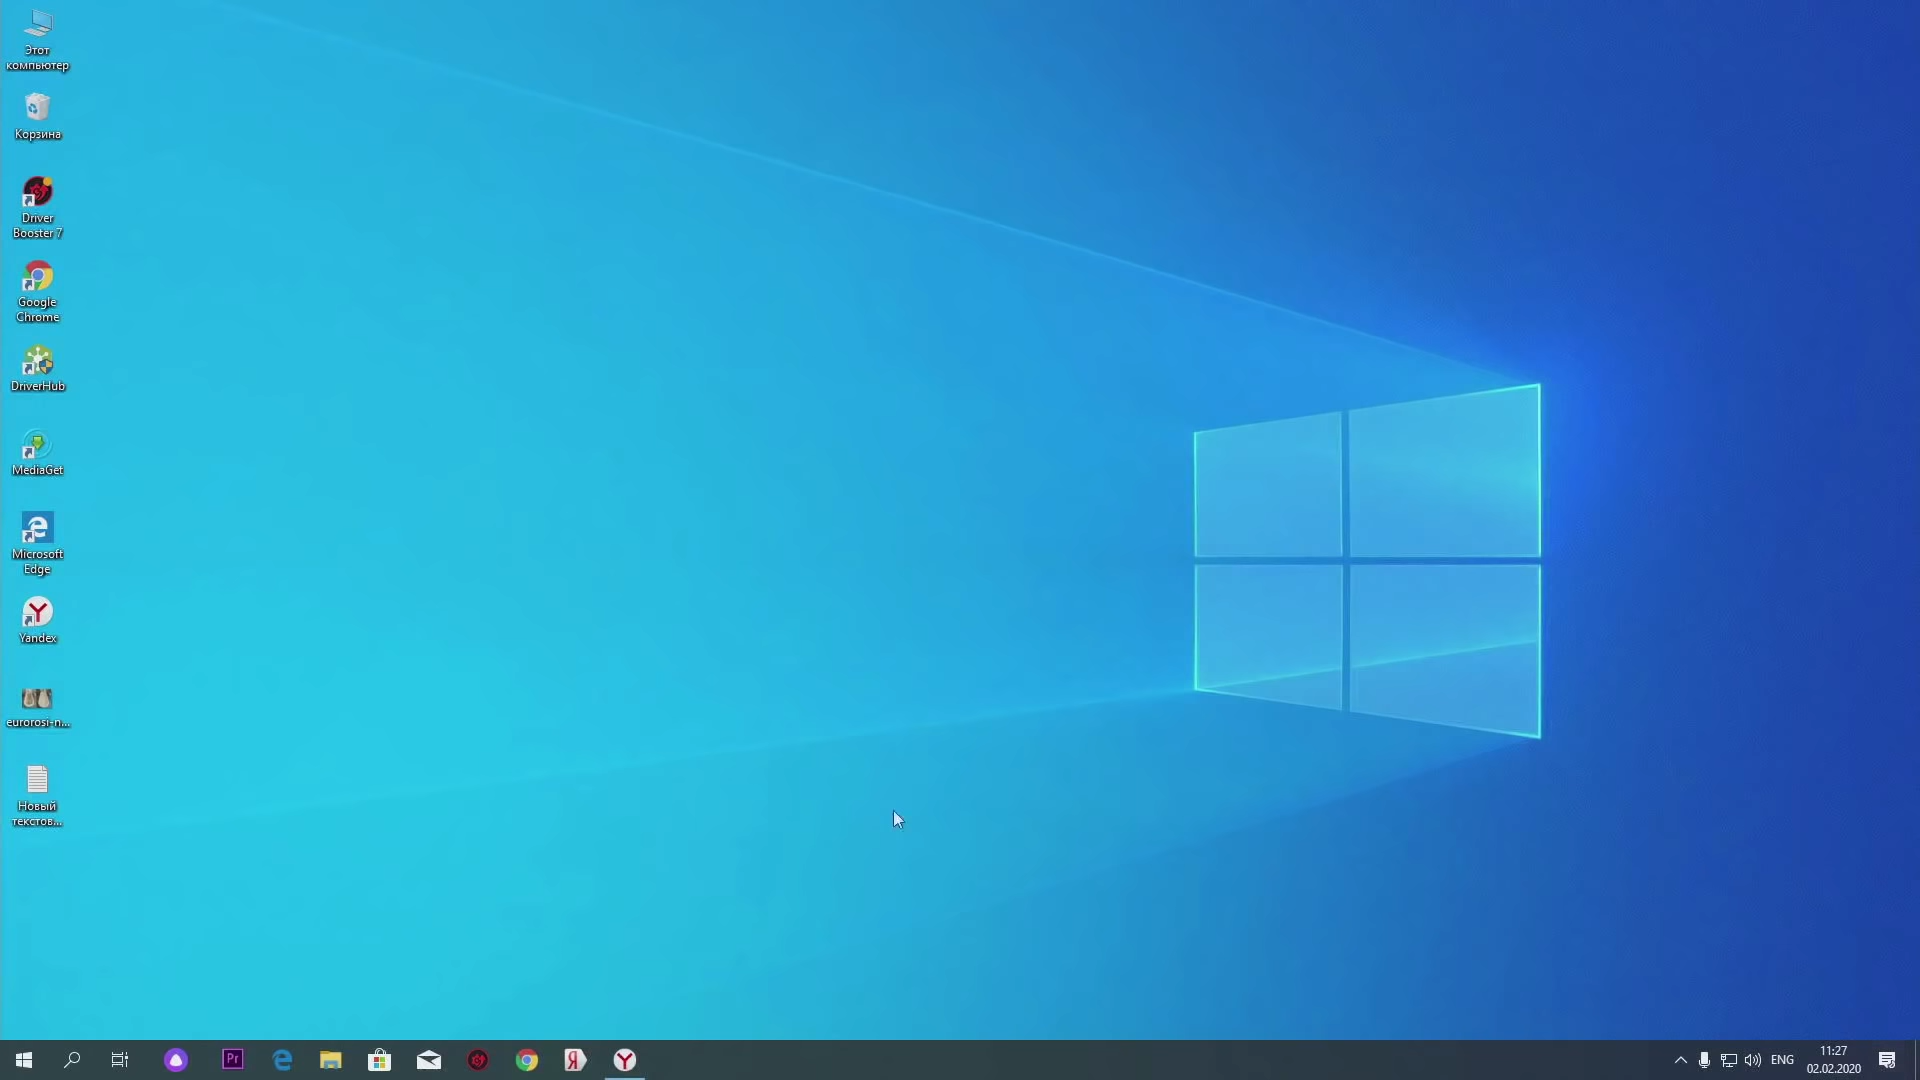 Этот
компьютер
Корзина
Driver
Booster 7
Google
Chrome
DriverHub
MediaGet
Microsoft
Edge
Yandex
eurorosi-n...
Новый
текстов...
Pr
Я
ENG
11:27
02.02.2020